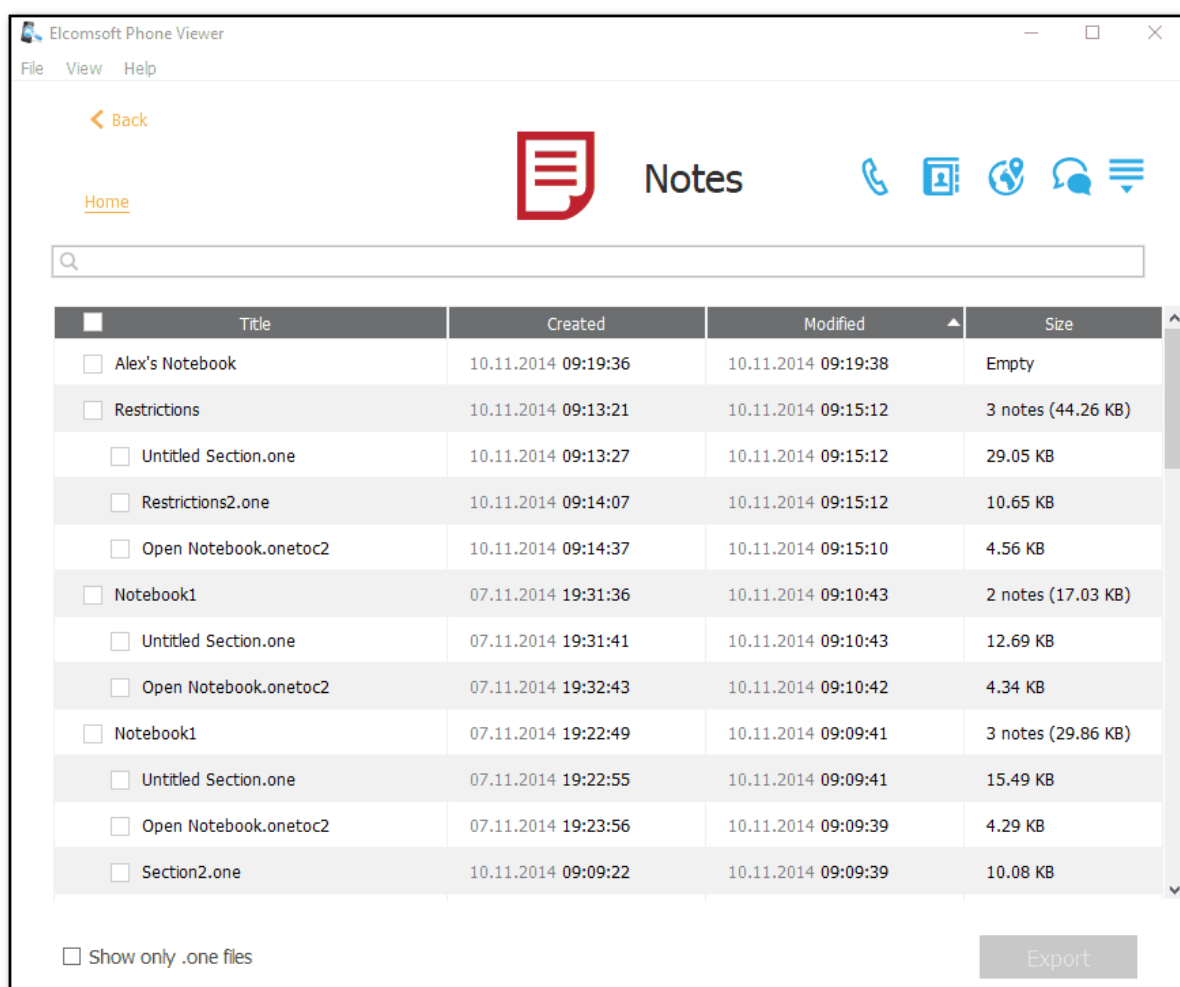 Elcomsoft Phone Viewer
File View Help
Back
Notes
Home
Title Created Modified Size
Alex's Notebook 10.11.2014 09:19:36 10.11.2014 09:19:38 Empty
Restrictions 10.11.2014 09:13:21 10.11.2014 09:15:12 3 notes (44.26 KB)
Untitled Section.one 10.11.2014 09:13:27 10.11.2014 09:15:12 29.05 KB
Restrictions2.one 10.11.2014 09:14:07 10.11.2014 09:15:12 10.65 KB
Open Notebook.onetoc2 10.11.2014 09:14:37 10.11.2014 09:15:10 4.56 KB
Notebook1 07.11.2014 19:31:36 10.11.2014 09:10:43 2 notes (17.03 KB)
Untitled Section.one 07.11.2014 19:31:41 10.11.2014 09:10:43 12.69 KB
Open Notebook.onetoc2 07.11.2014 19:32:43 10.11.2014 09:10:42 4.34 KB
Notebook1 07.11.2014 19:22:49 10.11.2014 09:09:41 3 notes (29.86 KB)
Untitled Section.one 07.11.2014 19:22:55 10.11.2014 09:09:41 15.49 KB
Open Notebook.onetoc2 07.11.2014 19:23:56 10.11.2014 09:09:39 4.29 KB
Section2.one 10.11.2014 09:09:22 10.11.2014 09:09:39 10.08 KB
Show only .one files Export